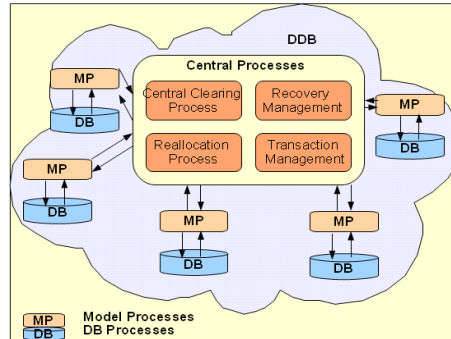 DDB
Central Processes
Central Clearing
Process
Recovery
Management
Reallocation
Process
Transaction
Management
MP
DB
MP
DB
MP
DB
MP
DB
MP
DB
MP
Model Processes
DB
DB Processes